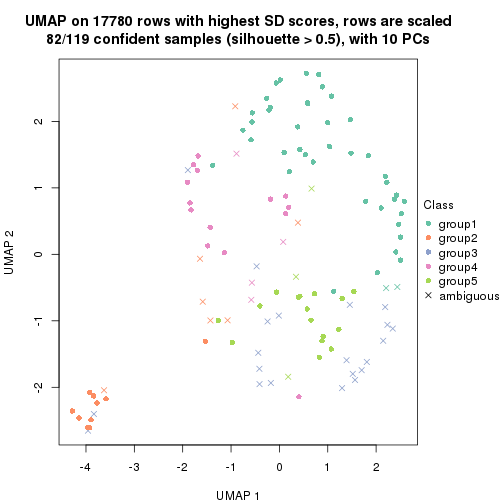 UMAP on 17780 rows with highest SD scores, rows are scaled
82/119 confident samples (silhouette > 0.5), with 10 PCs
2
1
0
-1
-2
UMAP 2
-4
-3
-2
-1
0
1
2
UMAP 1
Class
group1
group2
group3
group4
group5
ambiguous